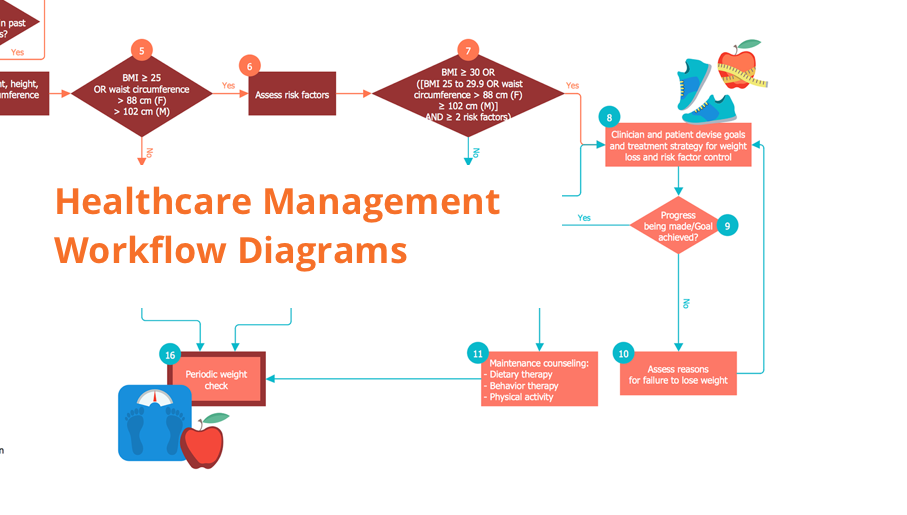 n past
s?
Yes
nt, height,
umference
5
BMI ≥ 25
OR waist circumference
> 88 cm (F)
> 102 cm (M)
Yes
No
6
Assess risk factors
7
BMI ≥ 30 OR
([BMI 25 to 29.9 OR waist
circumference > 88 cm (F)
≥ 102 cm (M)]
AND ≥ 2 risk factors)
Yes
No
8
Clinician and patient devise goals
and treatment strategy for weight
loss and risk factor control
Healthcare Management
Workflow Diagrams
Yes
Progress
being made/Goal
achieved?
9
No
16
Periodic weight
check
11
Maintenance counseling:
- Dietary therapy
- Behavior therapy
- Physical activity
10
Assess reasons
for failure to lose weight
n